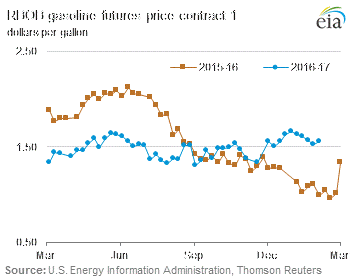 RBOB gasoline futures price contract 1
dollars per gallon
eia
2.50
2015-16
2016-17
1.50
0.50
Mar
Jun
Sep
Dec
Mar
Source: U.S. Energy Information Administration, Thomson Reuters